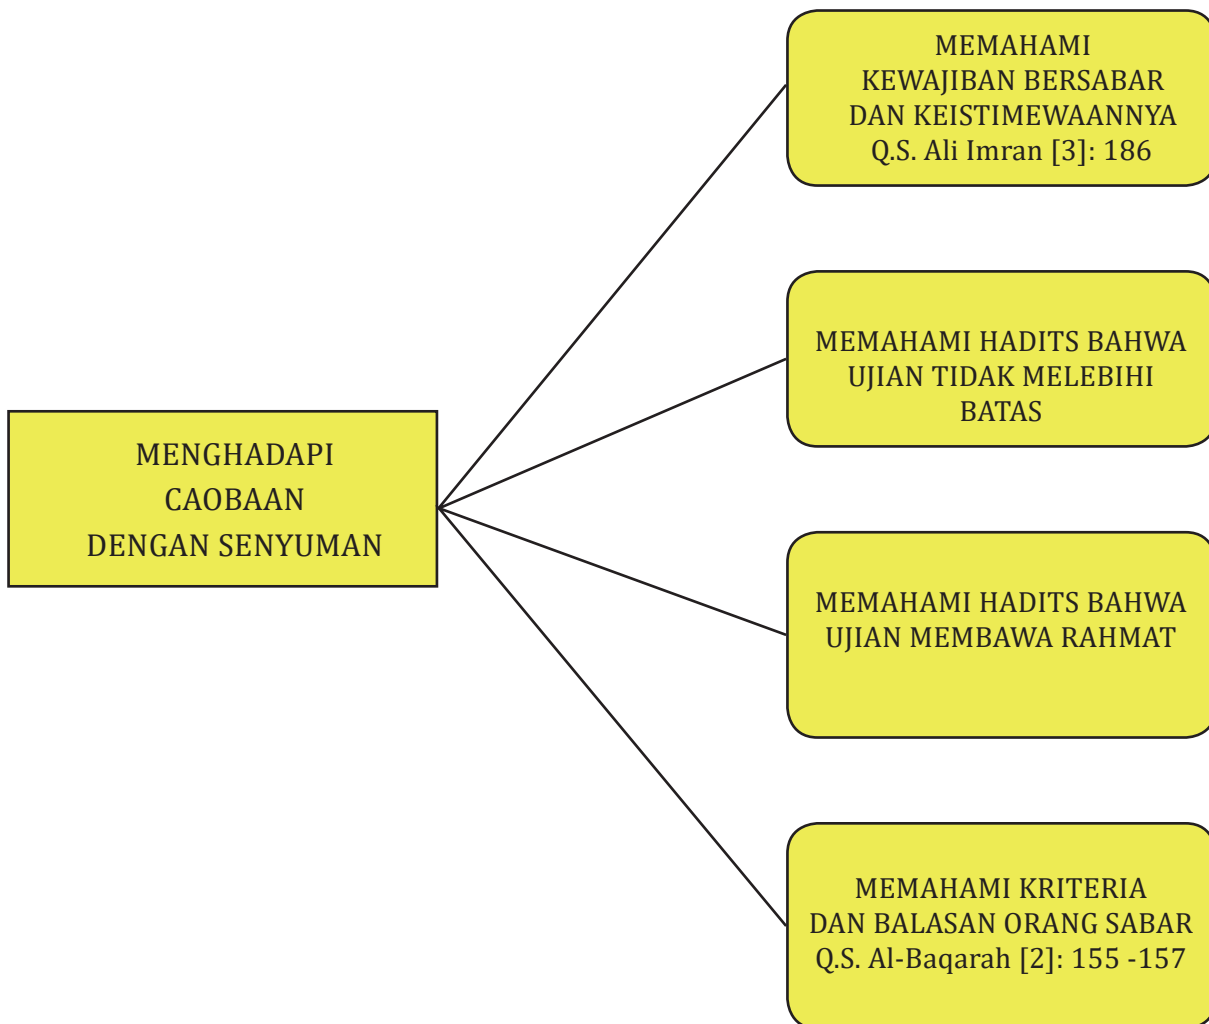 MENGHADAPI
CAOBAAN
DENGAN SENYUMAN
MEMAHAMI
KEWAJIBAN BERSABAR
DAN KEISTIMEWAANNYA
Q.S. Ali Imran [3]: 186
MEMAHAMI HADITS BAHWA
UJIAN TIDAK MELEBIHI
BATAS
MEMAHAMI HADITS BAHWA
UJIAN MEMBAWA RAHMAT
MEMAHAMI KRITERIA
DAN BALASAN ORANG SABAR
Q.S. Al-Baqarah [2]: 155 -157